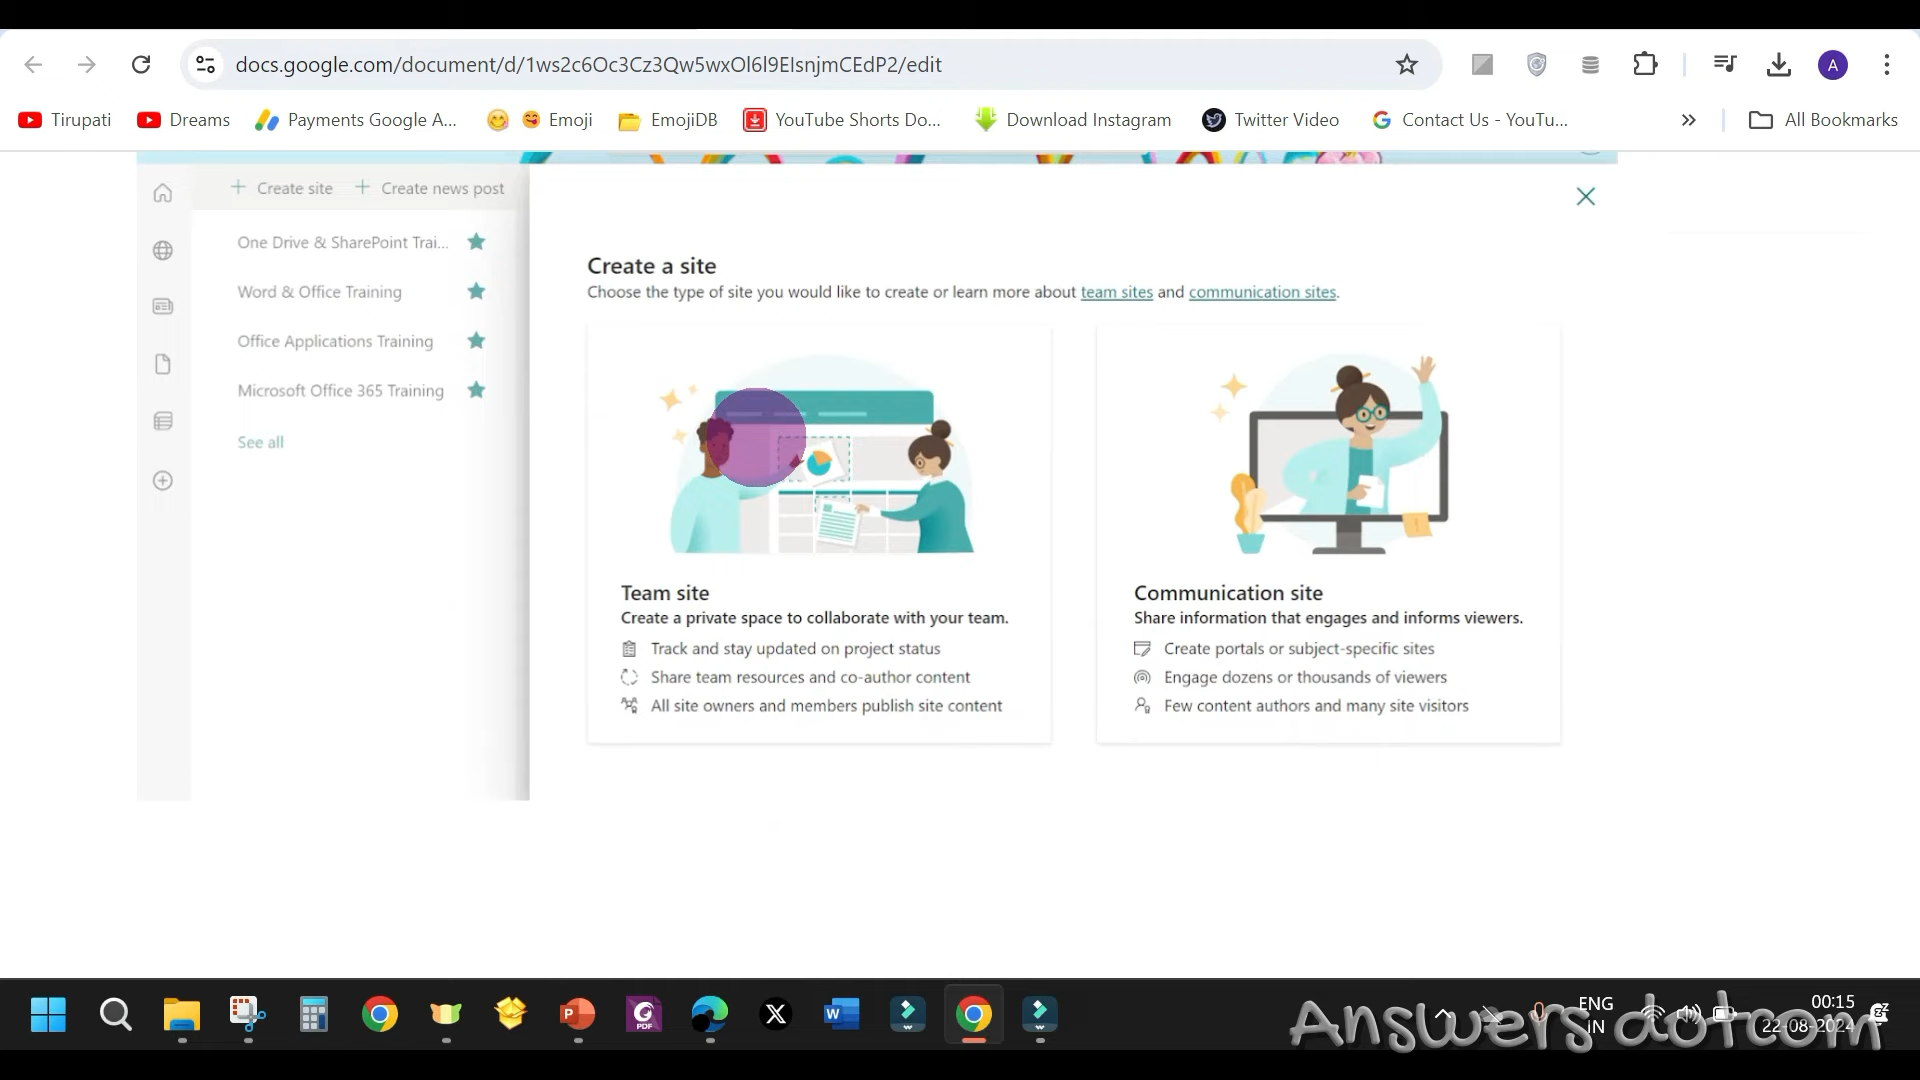 docs.google.com/document/d/1ws2c6Oc3Cz3Qw5wxOl6l9EIsnjmCEdP2/edit
A
Tirupati
Dreams
Payments Google A...
Emoji
EmojiDB
YouTube Shorts Do...
Download Instagram
Twitter Video
Contact Us - YouTu...
All Bookmarks
Create site
Create news post
One Drive & SharePoint Trai...
Word & Office Training
Office Applications Training
Microsoft Office 365 Training
See all
Create a site
Choose the type of site you would like to create or learn more about team sites and communication sites.
Team site
Create a private space to collaborate with your team.
Track and stay updated on project status
Share team resources and co-author content
All site owners and members publish site content
Communication site
Share information that engages and informs viewers.
Create portals or subject-specific sites
Engage dozens or thousands of viewers
Few content authors and many site visitors
ENG
IN
00:15
22-08-2024
Answers dotcom